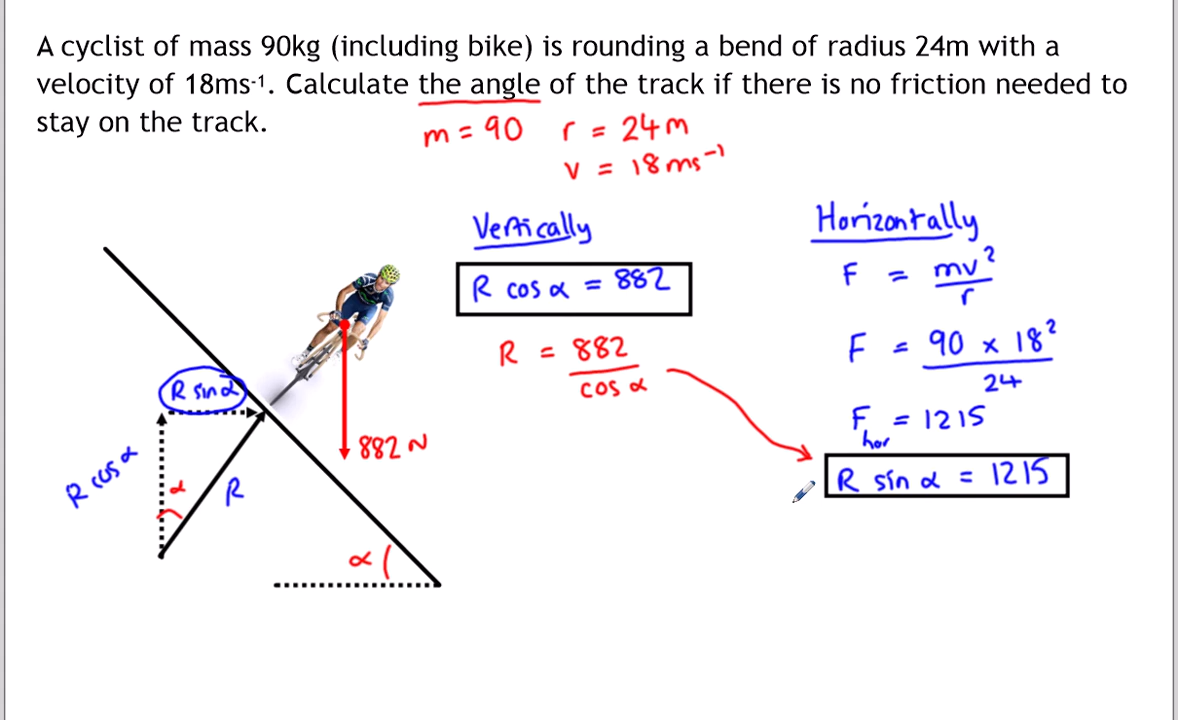 A cyclist of mass 90kg (including bike) is rounding a bend of radius 24m with a
velocity of 18ms-1. Calculate the angle of the track if there is no friction needed to
stay on the track.
m = 90 r = 24m
v = 18ms⁻¹
Vertically
R cos α = 882
R = 882
cos α
Horizontally
F = mv²
r
F = 90 x 18²
24
F hor = 1215
R sin α = 1215
R sin α
R cos α
α
R
882 N
α